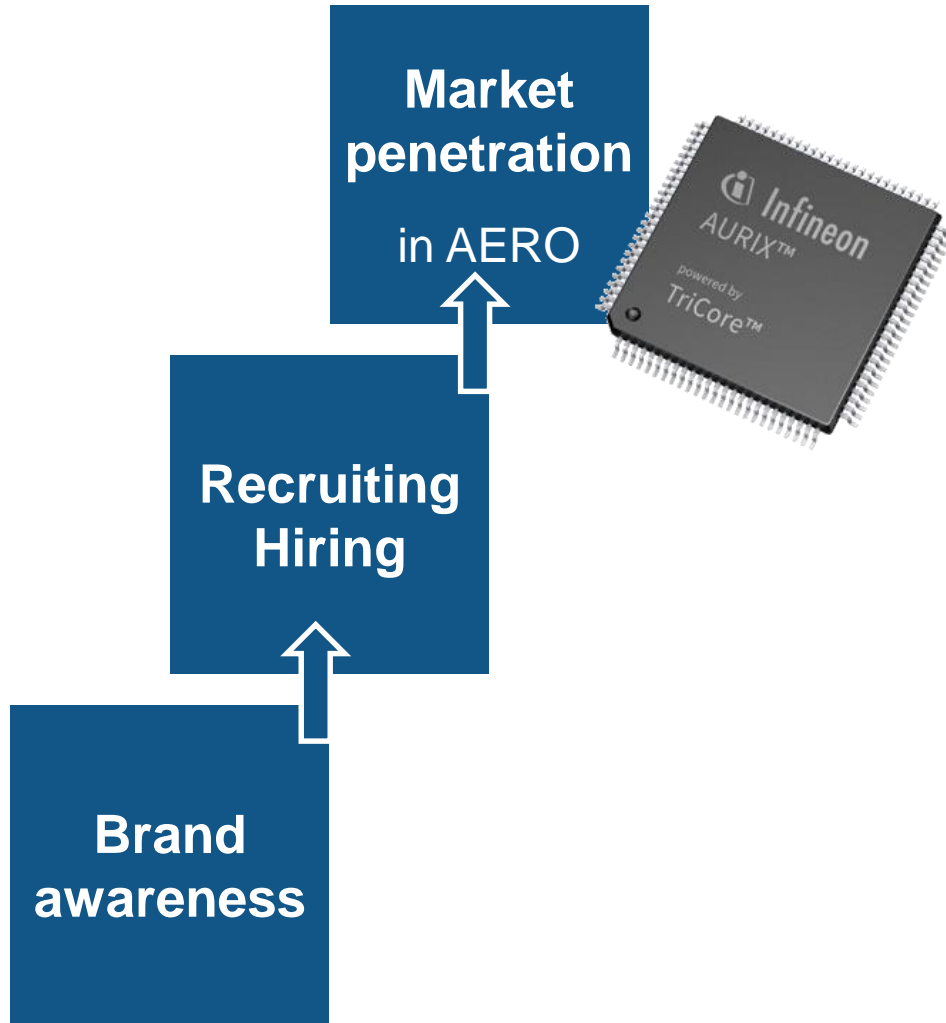 Market
penetration
in AERO
Infineon
AURIX™
powered by
TriCore™
Recruiting
Hiring
Brand
awareness